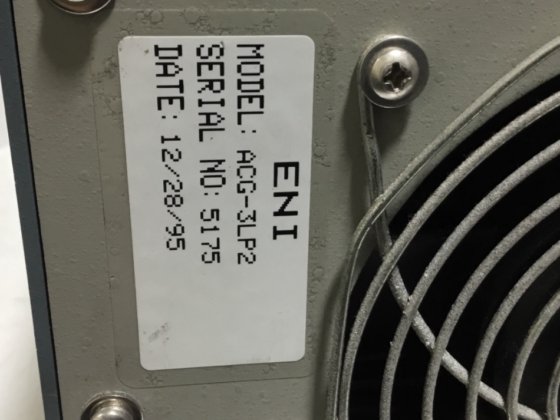 ENI
MODEL: ACG-3LP2
SERIAL NO: 5175
DATE: 12/28/95